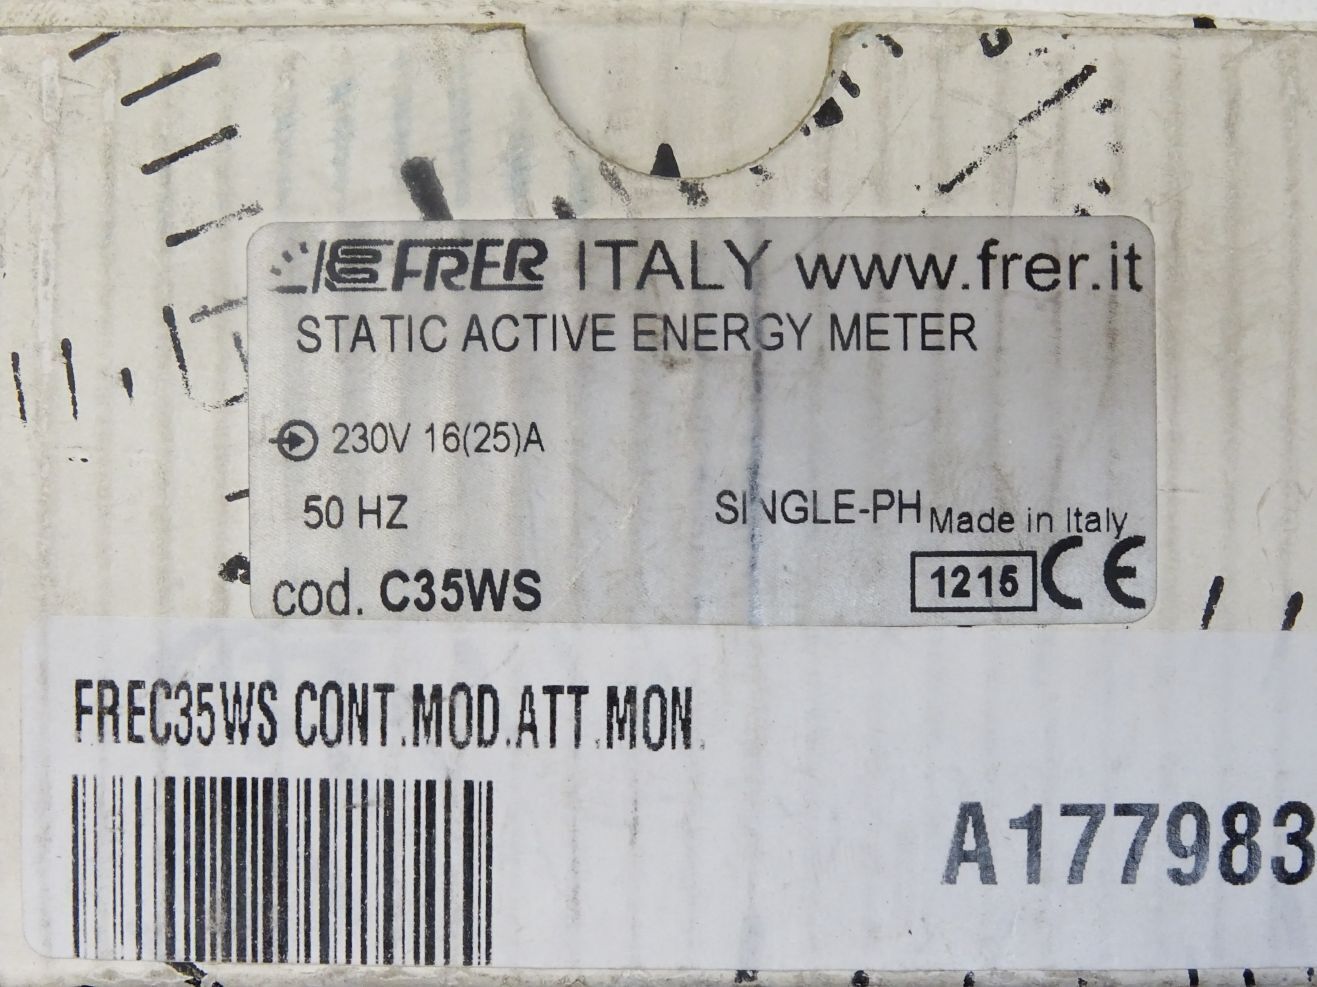 FRER ITALY www.frer.it
STATIC ACTIVE ENERGY METER
230V 16(25)A
50 HZ
SINGLE-PH Made in Italy
cod. C35WS
1215 CE
FREC35WS CONT.MOD.ATT.MON.
A177983